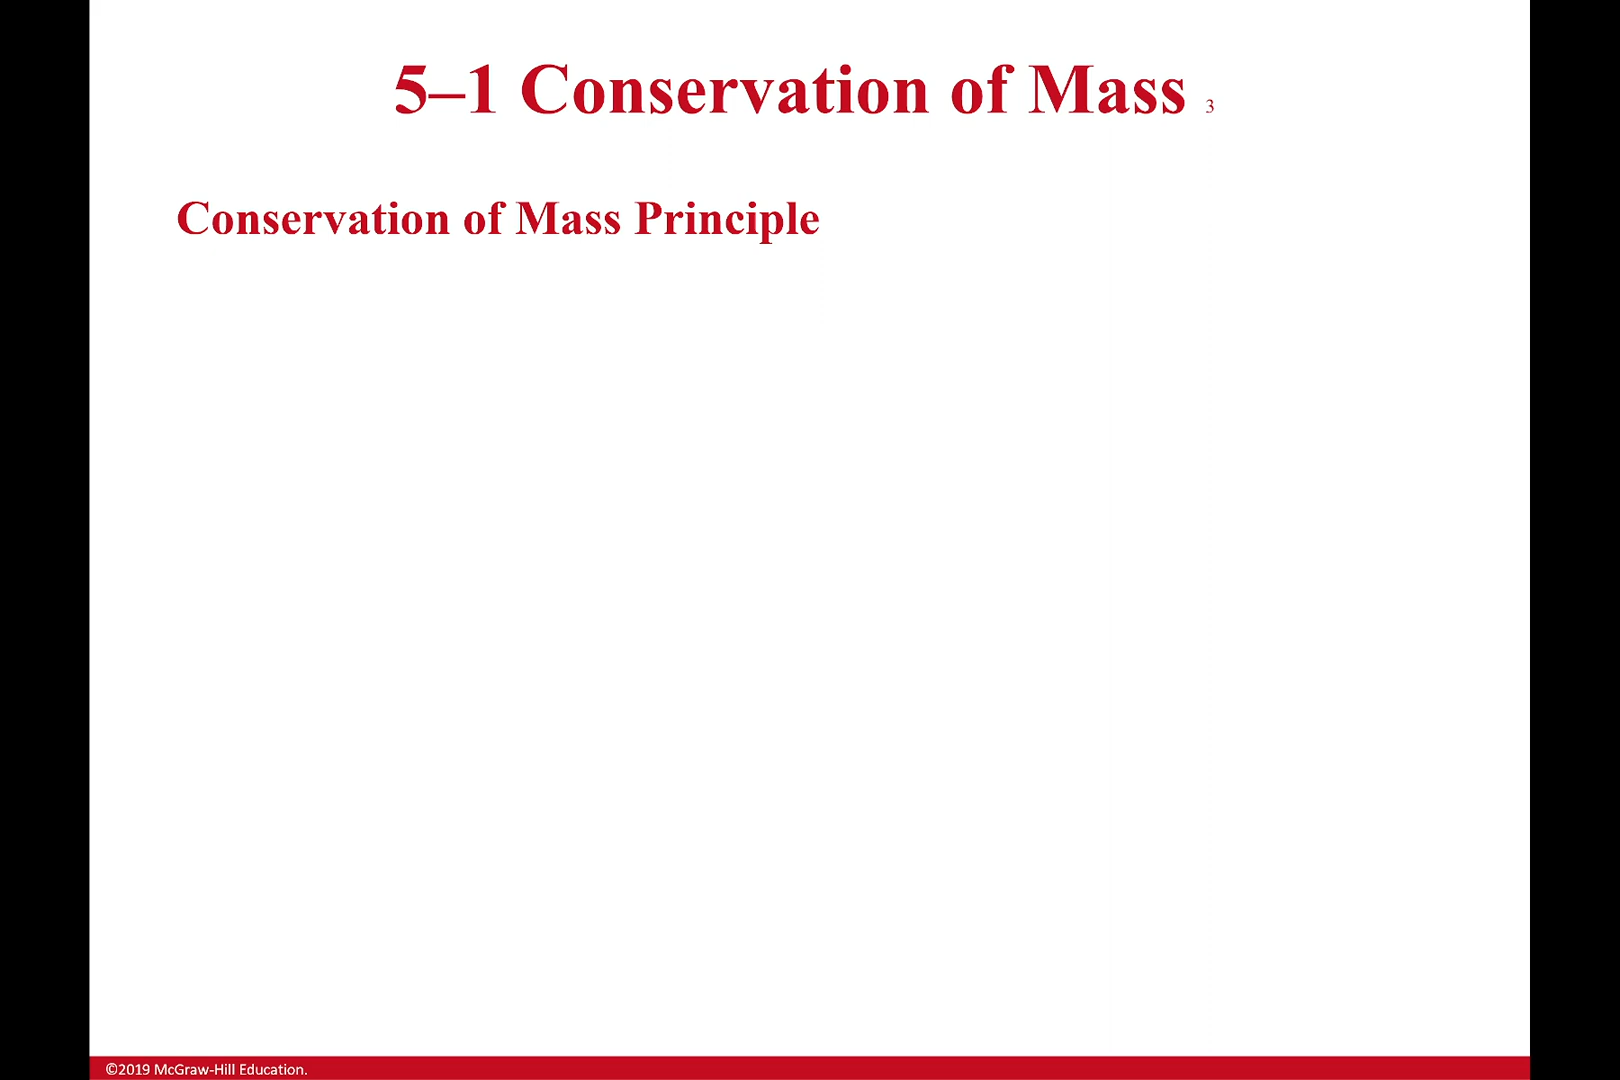 5–1 Conservation of Mass 3
Conservation of Mass Principle
©2019 McGraw-Hill Education.